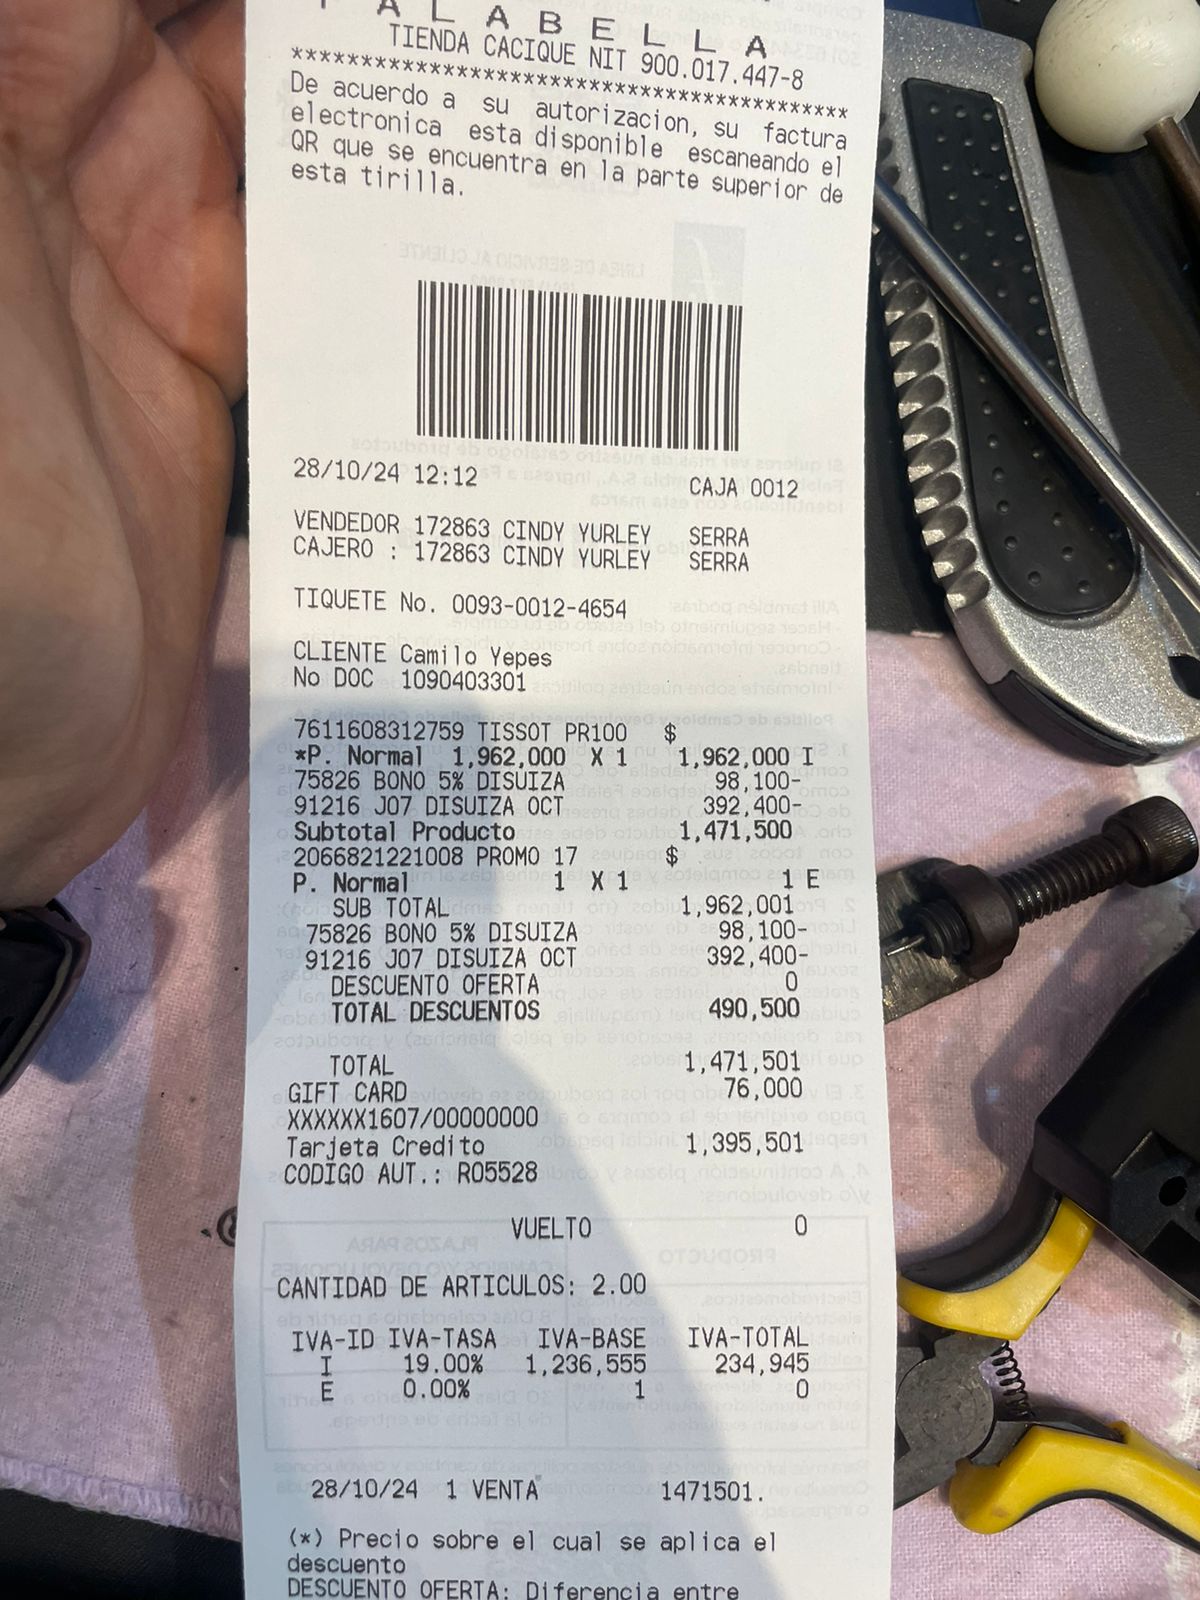 FALABELLA
TIENDA CACIQUE NIT 900.017.447-8
****************************************
De acuerdo a su autorizacion, su factura
electronica esta disponible escaneando el
QR que se encuentra en la parte superior de
esta tirilla.
28/10/24 12:12 CAJA 0012
VENDEDOR 172863 CINDY YURLEY SERRA
CAJERO : 172863 CINDY YURLEY SERRA
TIQUETE No. 0093-0012-4654
CLIENTE Camilo Yepes
No DOC 1090403301
7611608312759 TISSOT PR100 $
*P. Normal 1,962,000 X 1 1,962,000 I
75826 BONO 5% DISUIZA 98,100-
91216 JO7 DISUIZA OCT 392,400-
Subtotal Producto 1,471,500
2066821221008 PROMO 17 $
P. Normal 1 X 1 1 E
SUB TOTAL 1,962,001
75826 BONO 5% DISUIZA 98,100-
91216 JO7 DISUIZA OCT 392,400-
DESCUENTO OFERTA 0
TOTAL DESCUENTOS 490,500
TOTAL 1,471,501
GIFT CARD 76,000
XXXXXX1607/00000000
Tarjeta Credito 1,395,501
CODIGO AUT.: R05528
VUELTO 0
CANTIDAD DE ARTICULOS: 2.00
IVA-ID IVA-TASA IVA-BASE IVA-TOTAL
I 19.00% 1,236,555 234,945
E 0.00% 1 0
28/10/24 1 VENTA 1471501.
(*) Precio sobre el cual se aplica el
descuento
DESCUENTO OFERTA: Diferencia entre